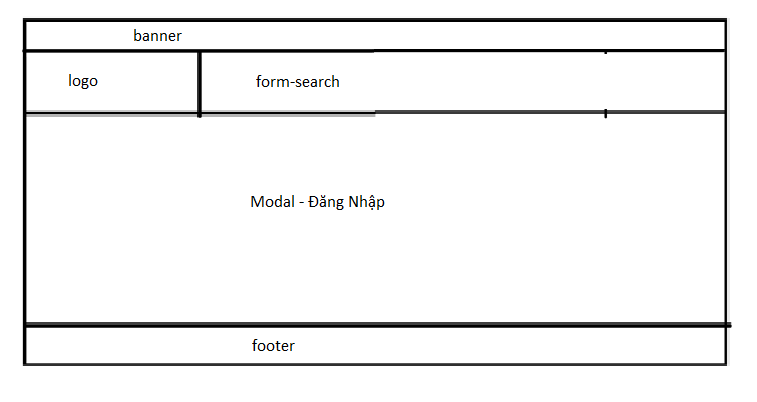 banner
logo
form-search
Modal - Đăng Nhập
footer